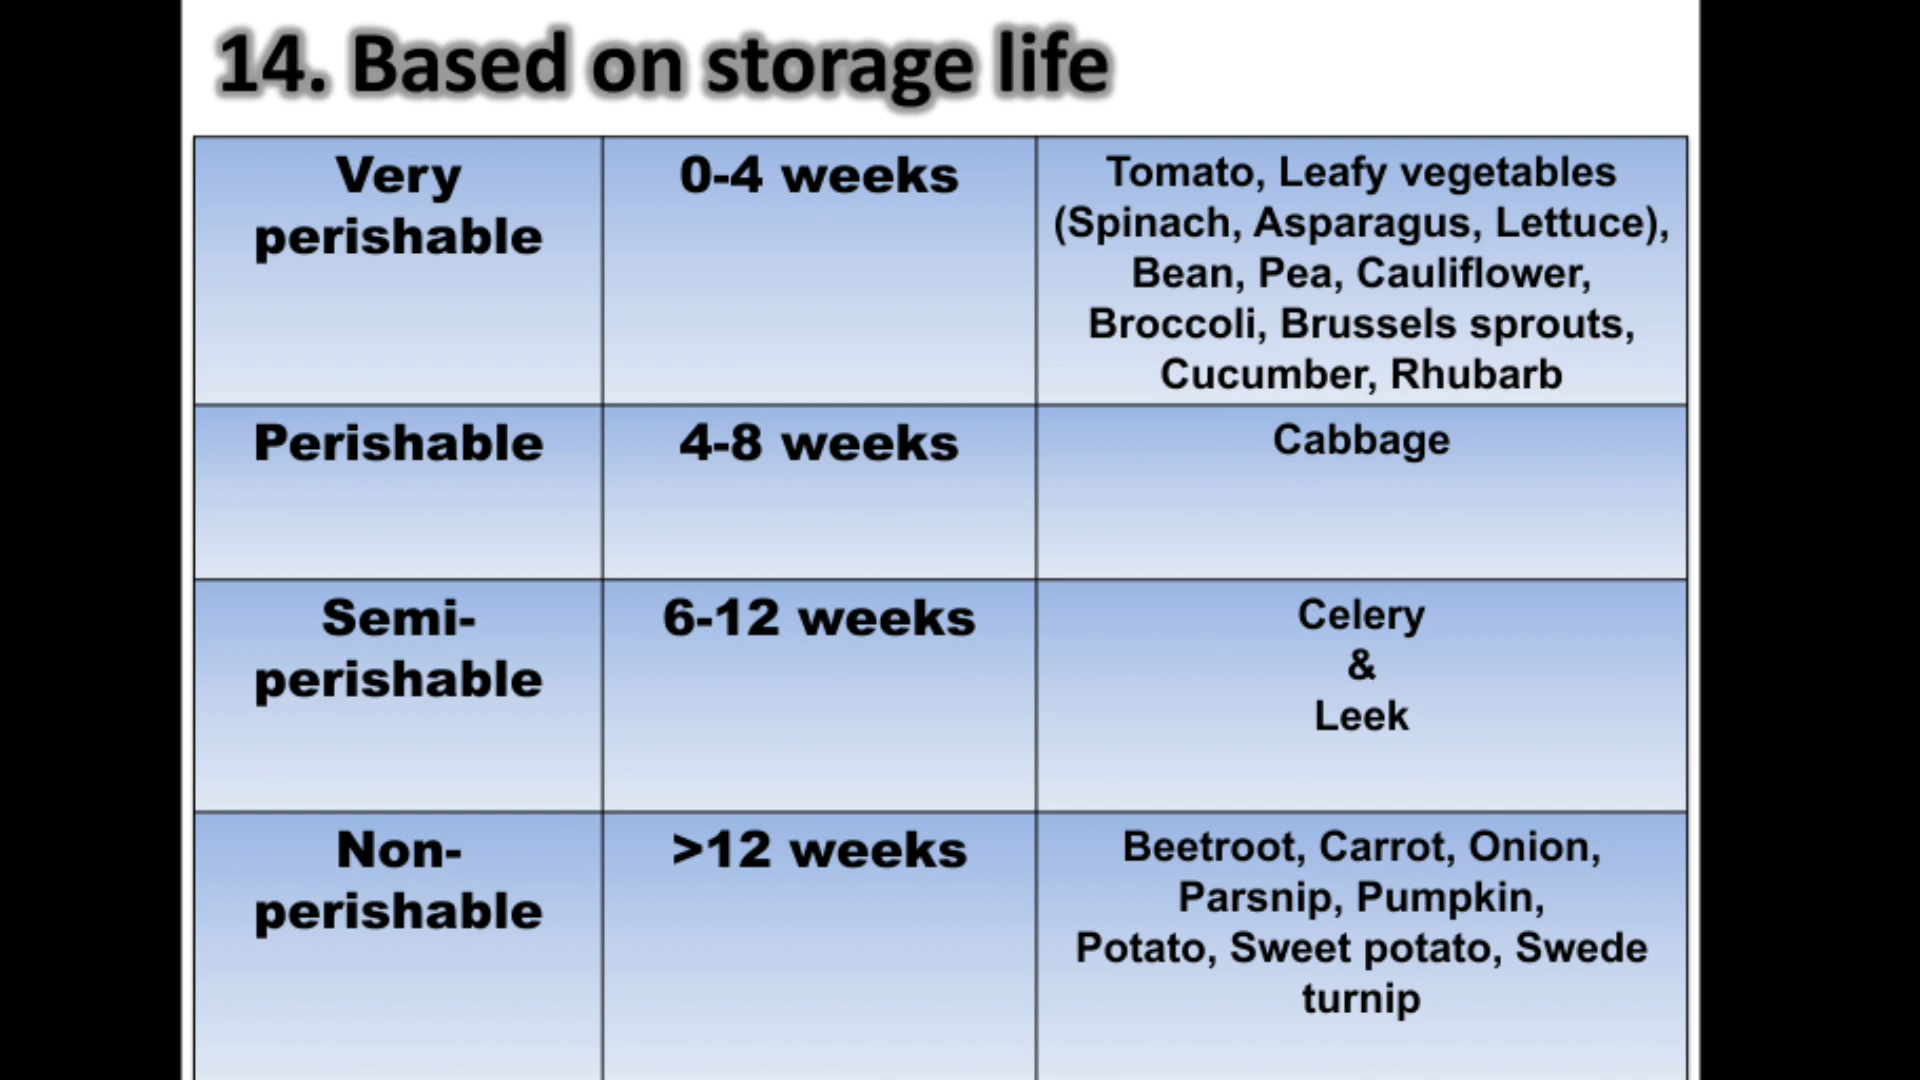 14. Based on storage life
Very
perishable
0-4 weeks
Tomato, Leafy vegetables
(Spinach, Asparagus, Lettuce),
Bean, Pea, Cauliflower,
Broccoli, Brussels sprouts,
Cucumber, Rhubarb
Perishable
4-8 weeks
Cabbage
Semi-
perishable
6-12 weeks
Celery
&
Leek
Non-
perishable
>12 weeks
Beetroot, Carrot, Onion,
Parsnip, Pumpkin,
Potato, Sweet potato, Swede
turnip